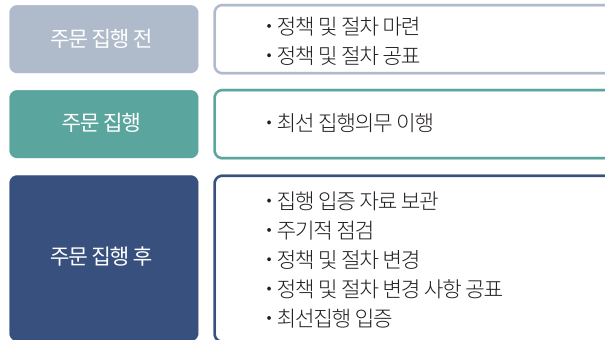 주문 집행 전
• 정책 및 절차 마련
• 정책 및 절차 공표
주문 집행
• 최선 집행의무 이행
주문 집행 후
• 집행 입증 자료 보관
• 주기적 점검
• 정책 및 절차 변경
• 정책 및 절차 변경 사항 공표
• 최선집행 입증